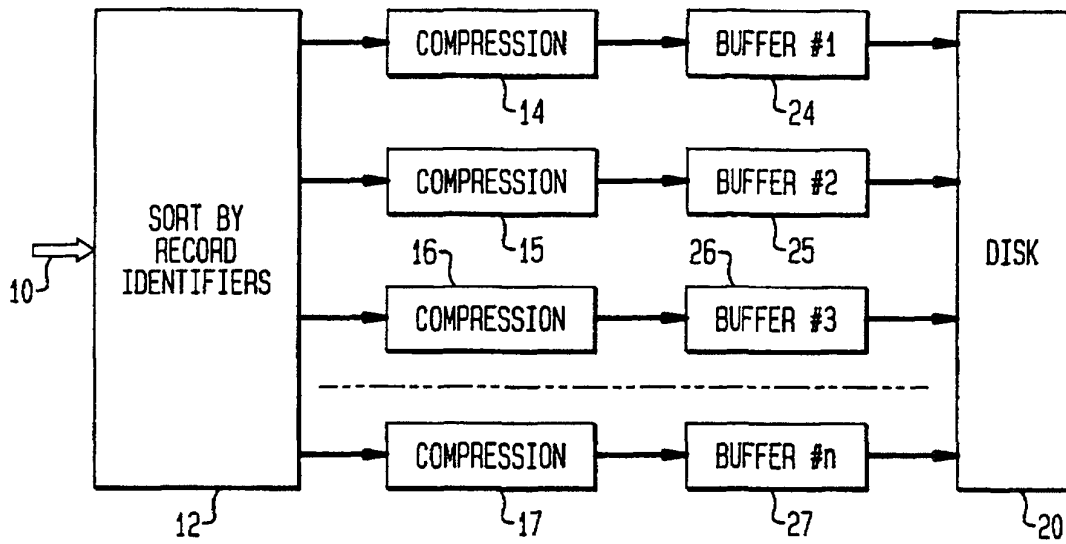 COMPRESSION
BUFFER #1
14
24
COMPRESSION
BUFFER #2
15
25
SORT BY
RECORD
IDENTIFIERS
10
DISK
16
26
COMPRESSION
BUFFER #3
COMPRESSION
BUFFER #n
12
17
27
20